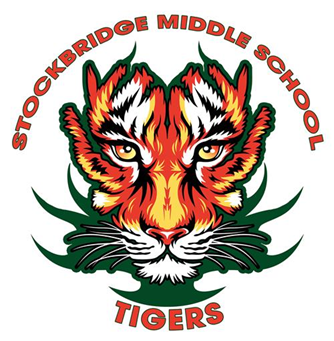 STOCKBRIDGE MIDDLE SCHOOL
TIGERS